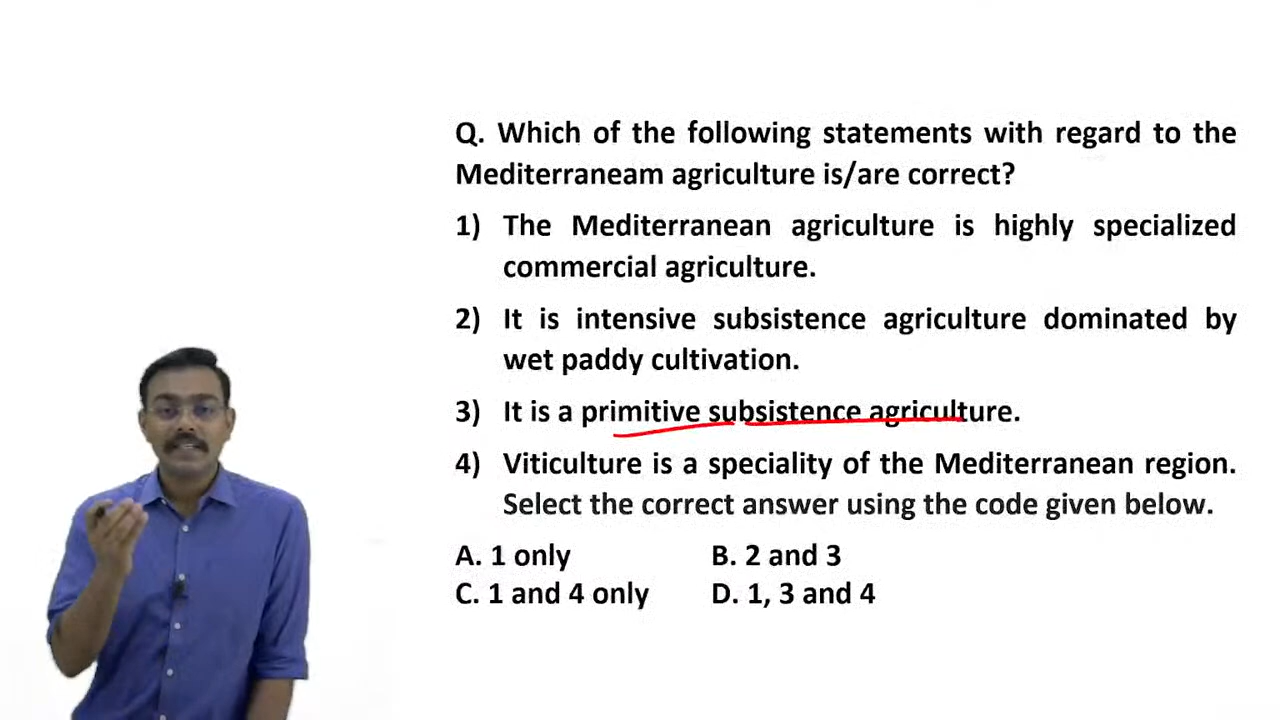 Q. Which of the following statements with regard to the
Mediterraneam agriculture is/are correct?
1) The Mediterranean agriculture is highly specialized
commercial agriculture.
2) It is intensive subsistence agriculture dominated by
wet paddy cultivation.
3) It is a primitive subsistence agriculture.
4) Viticulture is a speciality of the Mediterranean region.
Select the correct answer using the code given below.
A. 1 only B. 2 and 3
C. 1 and 4 only D. 1, 3 and 4